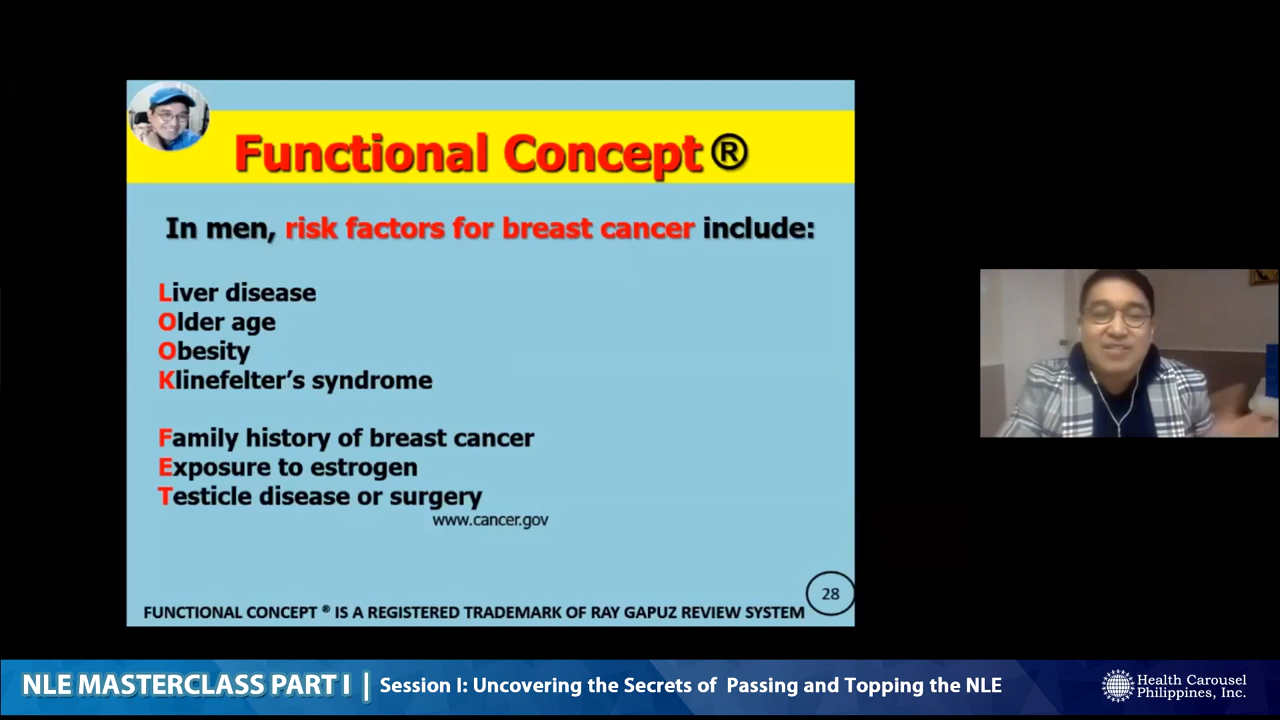 Functional Concept ®
In men, risk factors for breast cancer include:
Liver disease
Older age
Obesity
Klinefelter's syndrome
Family history of breast cancer
Exposure to estrogen
Testicle disease or surgery
www.cancer.gov
28
FUNCTIONAL CONCEPT ® IS A REGISTERED TRADEMARK OF RAY GAPUZ REVIEW SYSTEM
NLE MASTERCLASS PART I | Session I: Uncovering the Secrets of Passing and Topping the NLE
Health Carousel
Philippines, Inc.